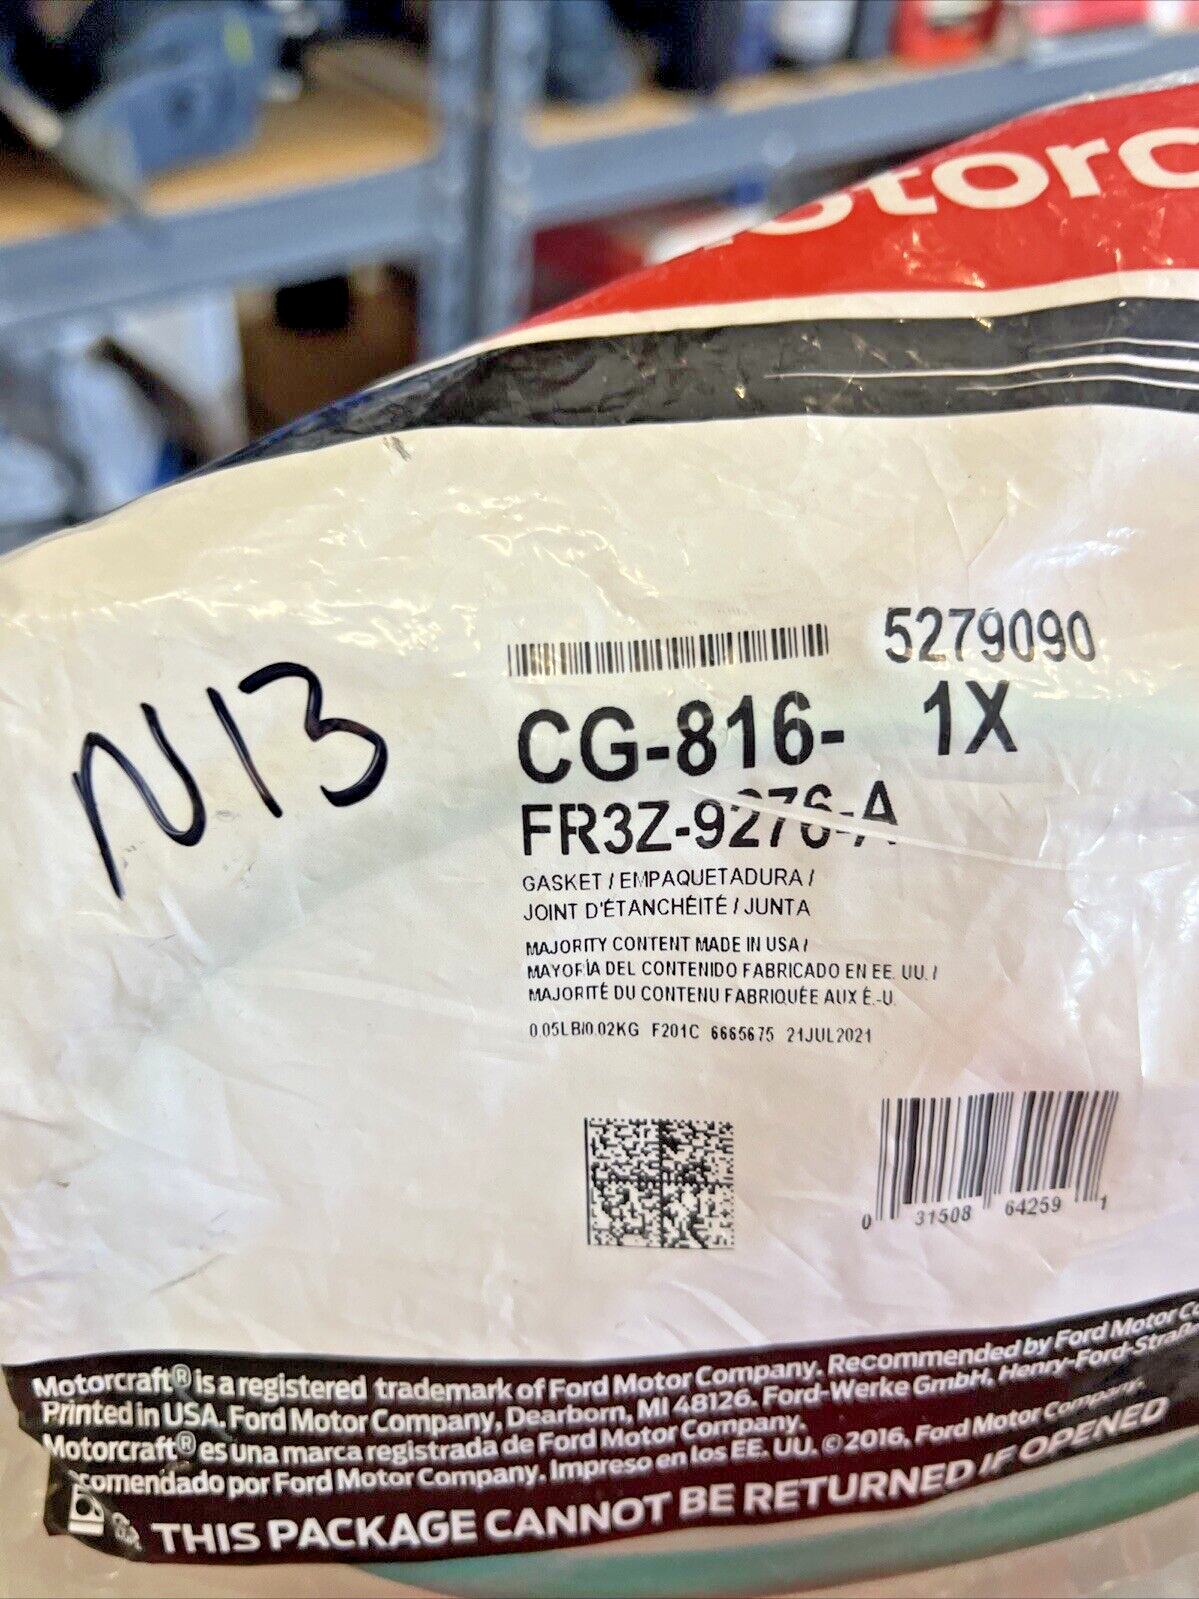 otorc
N13
5279090
CG-816- 1X
FR3Z-9276-A
GASKET / EMPAQUETADURA /
JOINT D'ÉTANCHÉITÉ / JUNTA
MAJORITY CONTENT MADE IN USA /
MAYORÍA DEL CONTENIDO FABRICADO EN EE. UU. /
MAJORITÉ DU CONTENU FABRIQUÉE AUX É.-U.
0.05LB/0.02KG F201C 6665675 21JUL2021
0 31508 64259 1
Motorcraft® is a registered trademark of Ford Motor Company. Recommended by Ford Motor Co
Printed in USA. Ford Motor Company, Dearborn, MI 48126. Ford-Werke GmbH, Henry-Ford-Straße
Motorcraft® es una marca registrada de Ford Motor Company.
comendado por Ford Motor Company. Impreso en los EE. UU. ©2016, Ford Motor Company.
THIS PACKAGE CANNOT BE RETURNED IF OPENED